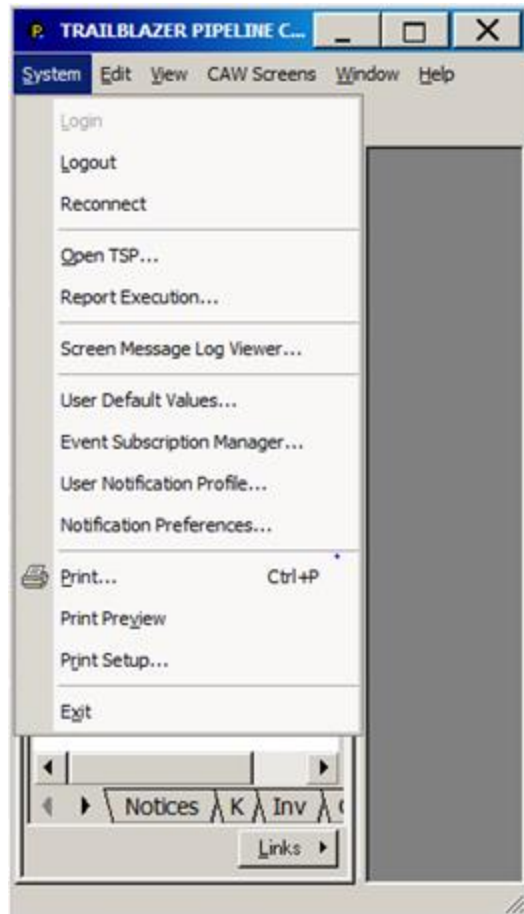 TRAILBLAZER PIPELINE C...
System Edit View CAW Screens Window Help
Login
Logout
Reconnect
Open TSP...
Report Execution...
Screen Message Log Viewer...
User Default Values...
Event Subscription Manager...
User Notification Profile...
Notification Preferences...
Print... Ctrl+P
Print Preview
Print Setup...
Exit
Notices K Inv
Links